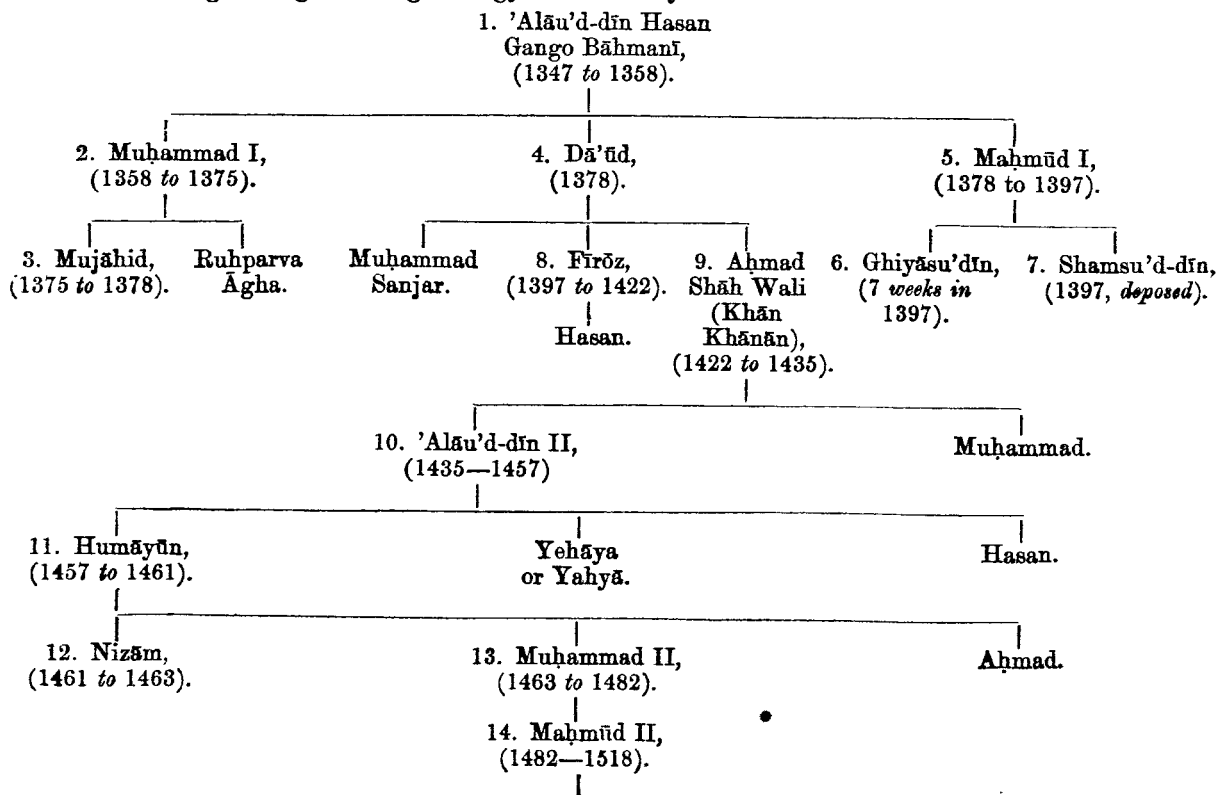 1. 'Alāu'd-dīn Hasan
Gango Bāhmanī,
(1347 to 1358).
2. Muḥammad I,
(1358 to 1375).
4. Dā'ūd,
(1378).
5. Maḥmūd I,
(1378 to 1397).
3. Mujāhid,
(1375 to 1378).
Ruhparva
Āgha.
Muḥammad
Sanjar.
8. Fīrōz,
(1397 to 1422).
Hasan.
9. Aḥmad
Shāh Wali
(Khān
Khānān),
(1422 to 1435).
6. Ghiyāsu'dīn,
(7 weeks in
1397).
7. Shamsu'd-dīn,
(1397, deposed).
10. 'Alāu'd-dīn II,
(1435—1457)
Muḥammad.
11. Humāyūn,
(1457 to 1461).
Yehāya
or Yahyā.
Hasan.
12. Nizām,
(1461 to 1463).
13. Muḥammad II,
(1463 to 1482).
Aḥmad.
14. Maḥmūd II,
(1482—1518).